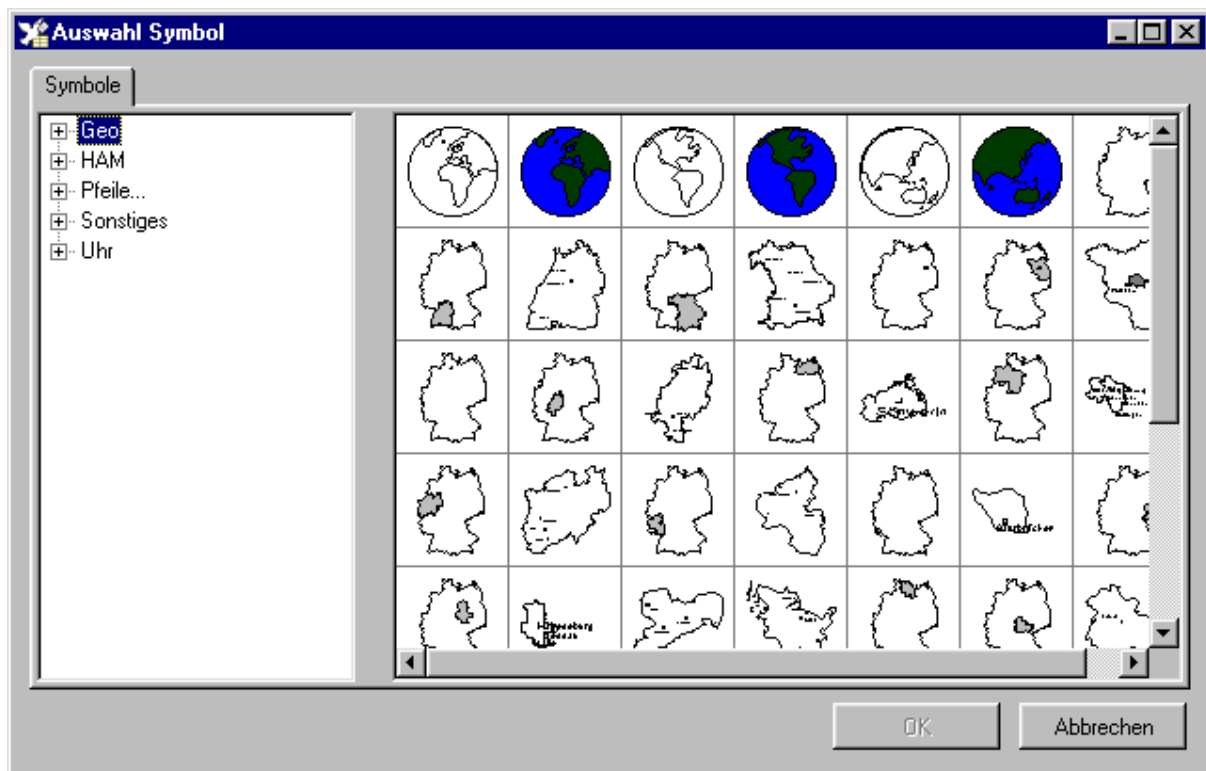 Auswahl Symbol
Symbole
Geo
HAM
Pfeile...
Sonstiges
Uhr
OK
Abbrechen